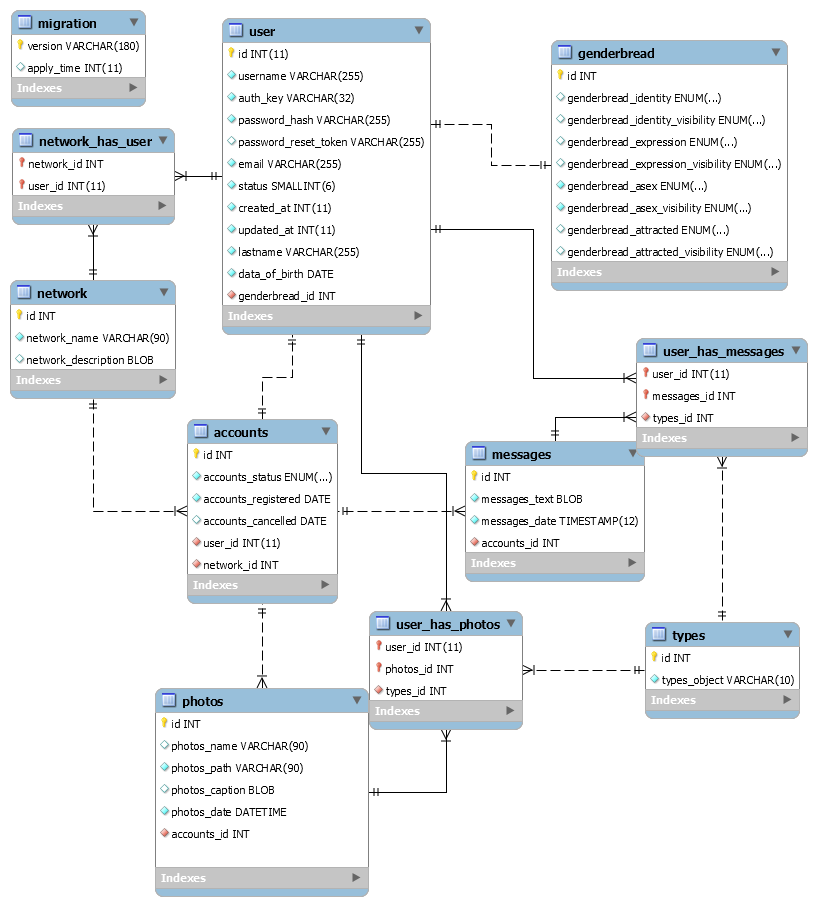 migration
version VARCHAR(180)
apply_time INT(11)
Indexes
user
id INT(11)
username VARCHAR(255)
auth_key VARCHAR(32)
password_hash VARCHAR(255)
password_reset_token VARCHAR(255)
email VARCHAR(255)
status SMALLINT(6)
created_at INT(11)
updated_at INT(11)
lastname VARCHAR(255)
data_of_birth DATE
genderbread_id INT
Indexes
genderbread
id INT
genderbread_identity ENUM(...)
genderbread_identity_visibility ENUM(...)
genderbread_expression ENUM(...)
genderbread_expression_visibility ENUM(...)
genderbread_asex ENUM(...)
genderbread_asex_visibility ENUM(...)
genderbread_attracted ENUM(...)
genderbread_attracted_visibility ENUM(...)
Indexes
network_has_user
network_id INT
user_id INT(11)
Indexes
network
id INT
network_name VARCHAR(90)
network_description BLOB
Indexes
user_has_messages
user_id INT(11)
messages_id INT
types_id INT
Indexes
accounts
id INT
accounts_status ENUM(...)
accounts_registered DATE
accounts_cancelled DATE
user_id INT(11)
network_id INT
Indexes
messages
id INT
messages_text BLOB
messages_date TIMESTAMP(12)
accounts_id INT
Indexes
user_has_photos
user_id INT(11)
photos_id INT
types_id INT
Indexes
types
id INT
types_object VARCHAR(10)
Indexes
photos
id INT
photos_name VARCHAR(90)
photos_path VARCHAR(90)
photos_caption BLOB
photos_date DATETIME
accounts_id INT
Indexes